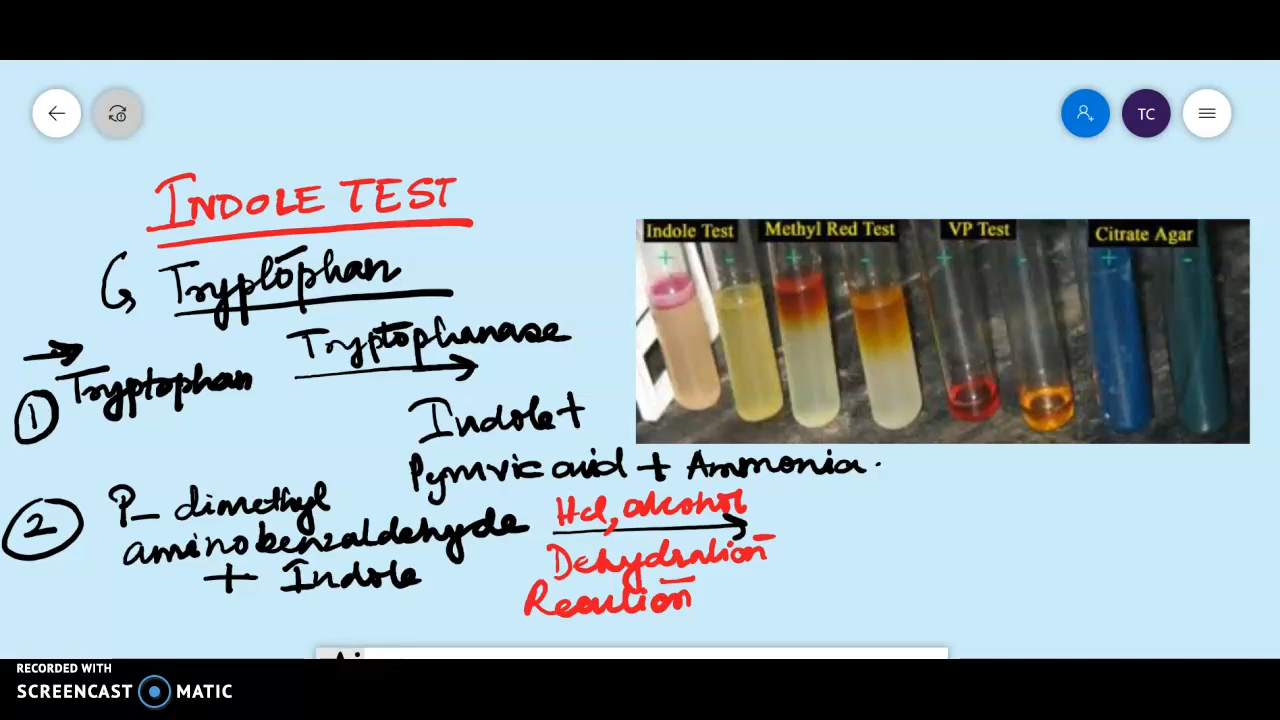 TC
INDOLE TEST
Tryptophan
Tryptophanase
① Tryptophan
Indole +
Pyruvic acid + Ammonia.
② P- dimethyl
aminobenzaldehyde
+ Indole
Hcl, alcohol
Dehydration
Reaction
Indole Test Methyl Red Test VP Test Citrate Agar
+ - + - + - + -
RECORDED WITH
SCREENCAST MATIC